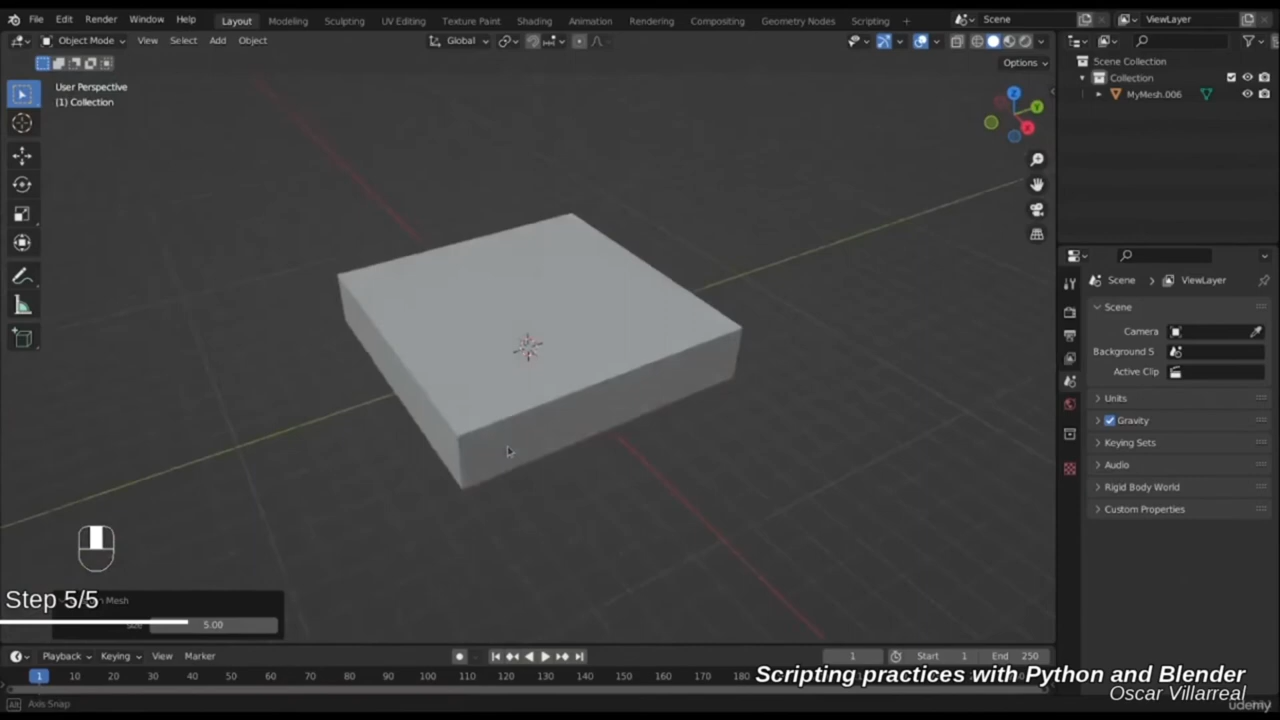 File Edit Render Window Help Layout Modeling Sculpting UV Editing Texture Paint Shading Animation Rendering Compositing Geometry Nodes Scripting + Scene ViewLayer
Object Mode View Select Add Object Global
Options
User Perspective
(1) Collection
Z
Y
X
Scene Collection
Collection
MyMesh.006
Scene ViewLayer
Scene
Camera
Background S
Active Clip
Units
Gravity
Keying Sets
Audio
Rigid Body World
Custom Properties
Step 5/5
Mesh
Size 5.00
Playback Keying View Marker 1 Start 1 End 250
1 10 20 30 40 50 60 70 80 90 100 110 120 130 140 150 160 170 180
Scripting practices with Python and Blender
Oscar Villarreal
Axis Snap
udemy